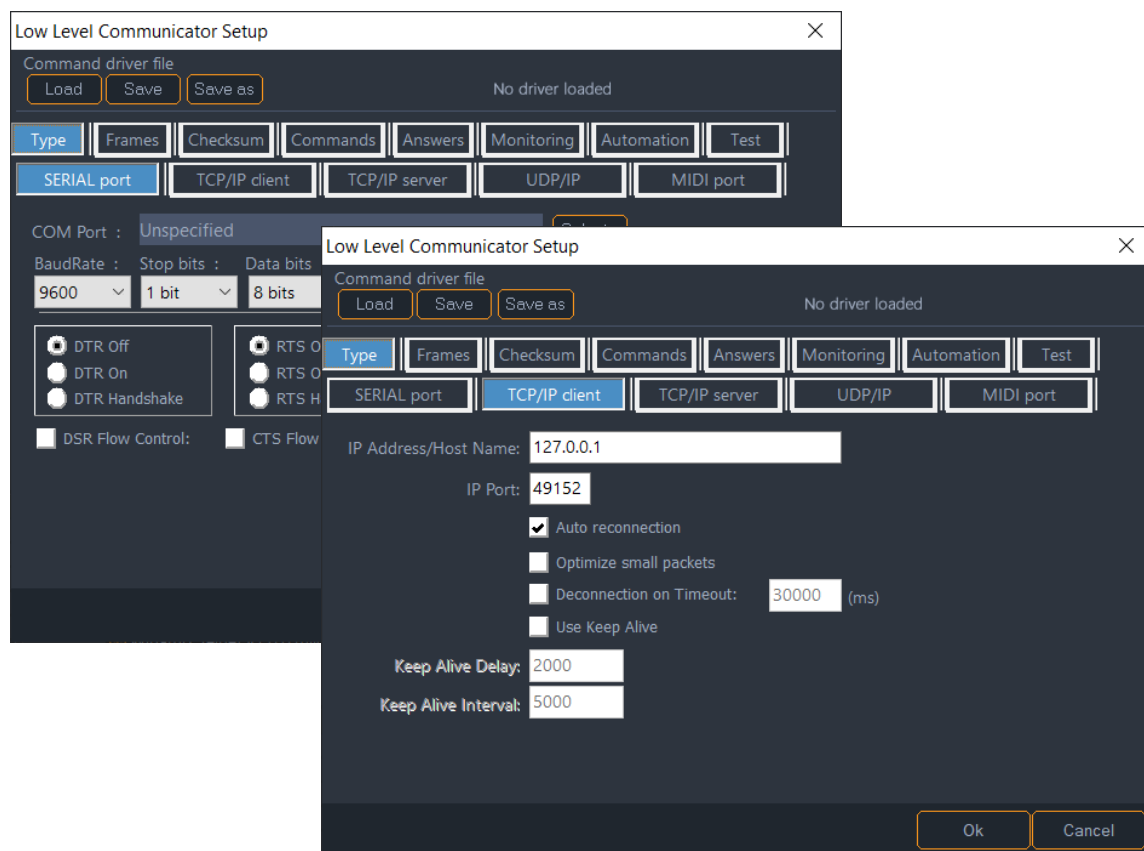 Low Level Communicator Setup
Command driver file
Load Save Save as No driver loaded
Type Frames Checksum Commands Answers Monitoring Automation Test
SERIAL port TCP/IP client TCP/IP server UDP/IP MIDI port
COM Port : Unspecified
BaudRate : Stop bits : Data bits
9600 1 bit 8 bits
DTR Off RTS O
DTR On RTS O
DTR Handshake RTS H
DSR Flow Control: CTS Flow
Low Level Communicator Setup
Command driver file
Load Save Save as No driver loaded
Type Frames Checksum Commands Answers Monitoring Automation Test
SERIAL port TCP/IP client TCP/IP server UDP/IP MIDI port
IP Address/Host Name: 127.0.0.1
IP Port: 49152
Auto reconnection
Optimize small packets
Deconnection on Timeout: 30000 (ms)
Use Keep Alive
Keep Alive Delay: 2000
Keep Alive Interval: 5000
Ok Cancel